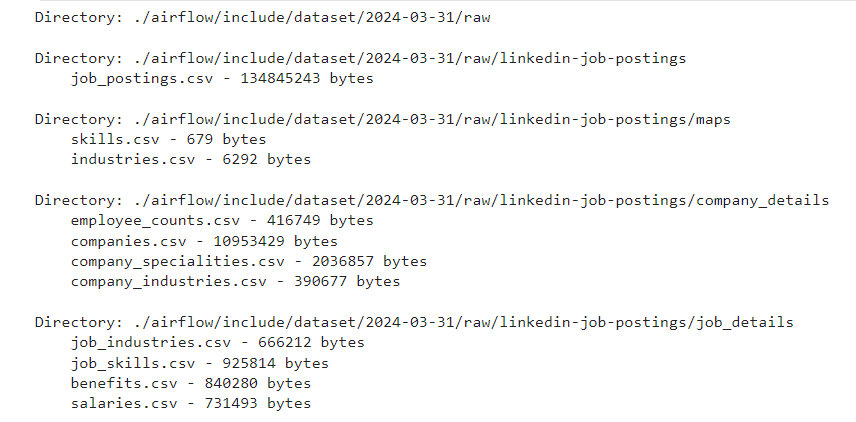 Directory: ./airflow/include/dataset/2024-03-31/raw
Directory: ./airflow/include/dataset/2024-03-31/raw/linkedin-job-postings
job_postings.csv - 134845243 bytes
Directory: ./airflow/include/dataset/2024-03-31/raw/linkedin-job-postings/maps
skills.csv - 679 bytes
industries.csv - 6292 bytes
Directory: ./airflow/include/dataset/2024-03-31/raw/linkedin-job-postings/company_details
employee_counts.csv - 416749 bytes
companies.csv - 10953429 bytes
company_specialities.csv - 2036857 bytes
company_industries.csv - 390677 bytes
Directory: ./airflow/include/dataset/2024-03-31/raw/linkedin-job-postings/job_details
job_industries.csv - 666212 bytes
job_skills.csv - 925814 bytes
benefits.csv - 840280 bytes
salaries.csv - 731493 bytes